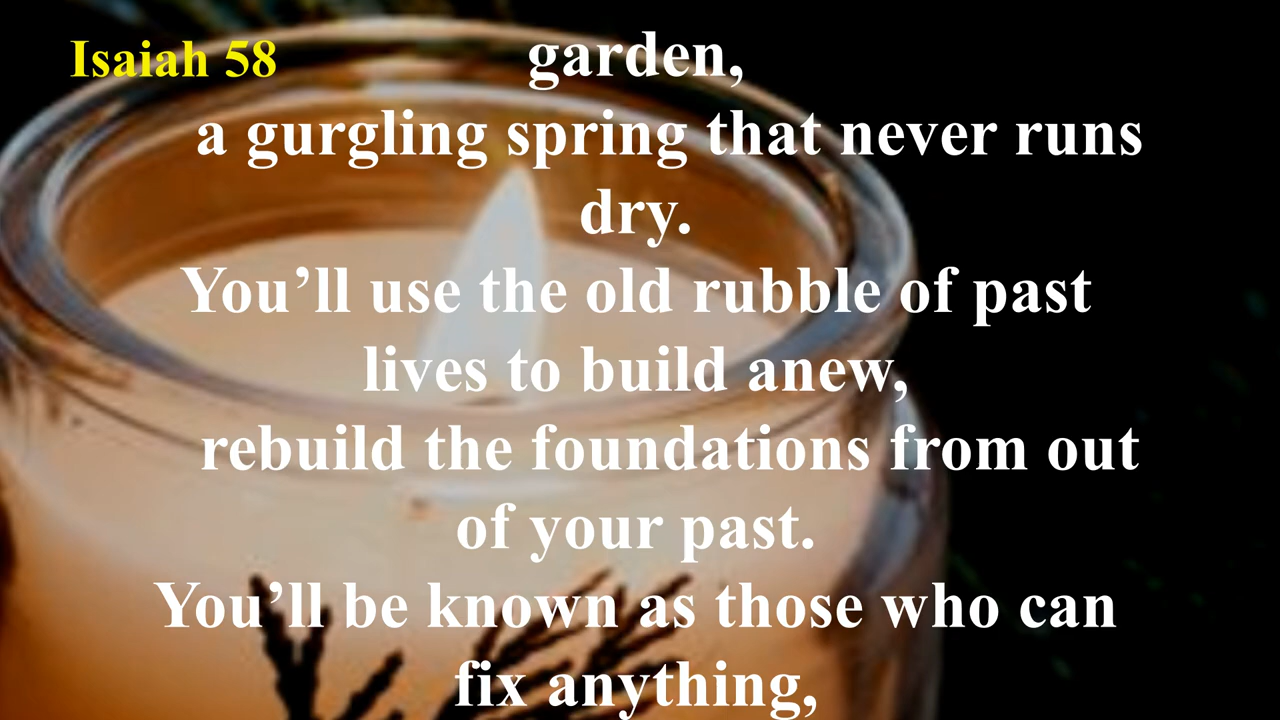 Isaiah 58
garden,
a gurgling spring that never runs
dry.
You’ll use the old rubble of past
lives to build anew,
rebuild the foundations from out
of your past.
You’ll be known as those who can
fix anything,